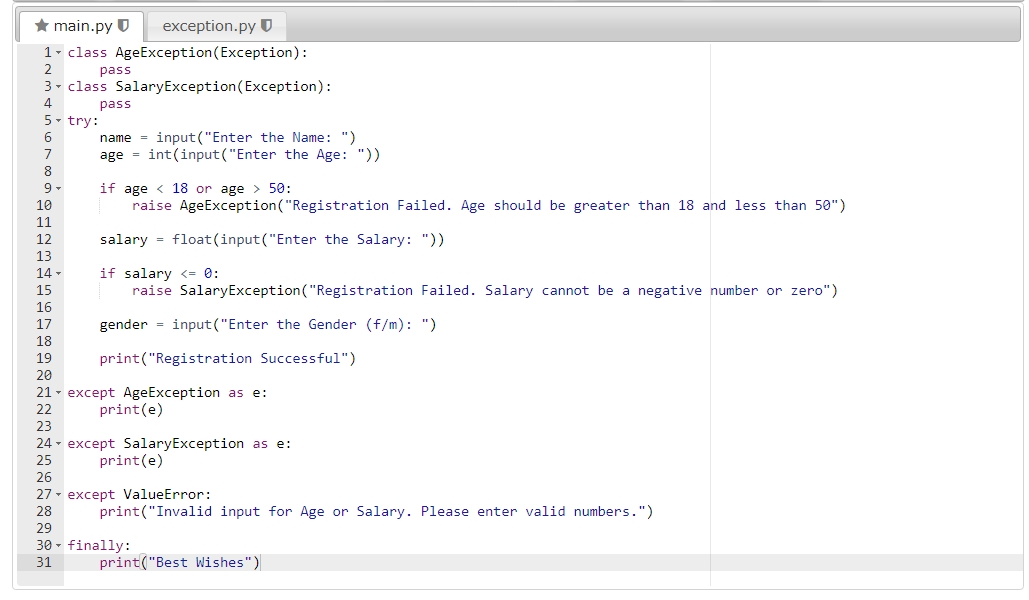 main.py exception.py
1 class AgeException(Exception):
2     pass
3 class SalaryException(Exception):
4     pass
5 try:
6     name = input("Enter the Name: ")
7     age = int(input("Enter the Age: "))
8
9     if age < 18 or age > 50:
10         raise AgeException("Registration Failed. Age should be greater than 18 and less than 50")
11
12     salary = float(input("Enter the Salary: "))
13
14     if salary <= 0:
15         raise SalaryException("Registration Failed. Salary cannot be a negative number or zero")
16
17     gender = input("Enter the Gender (f/m): ")
18
19     print("Registration Successful")
20
21 except AgeException as e:
22     print(e)
23
24 except SalaryException as e:
25     print(e)
26
27 except ValueError:
28     print("Invalid input for Age or Salary. Please enter valid numbers.")
29
30 finally:
31     print("Best Wishes")